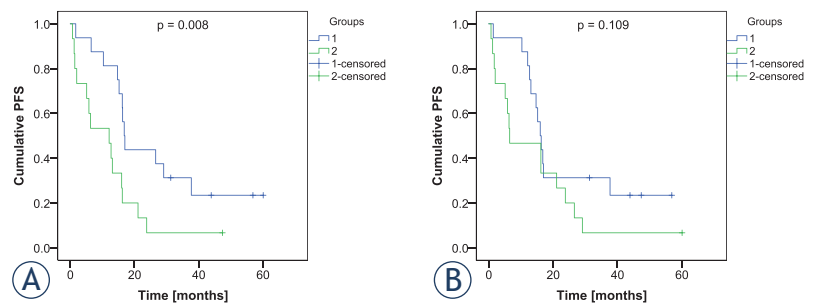 p = 0.008
Groups
1
2
1-censored
2-censored
Cumulative PFS
1.0
0.8
0.6
0.4
0.2
0.0
0
20
40
60
Time [months]
A
p = 0.109
Groups
1
2
1-censored
2-censored
Cumulative PFS
1.0
0.8
0.6
0.4
0.2
0.0
0
20
40
60
Time [months]
B